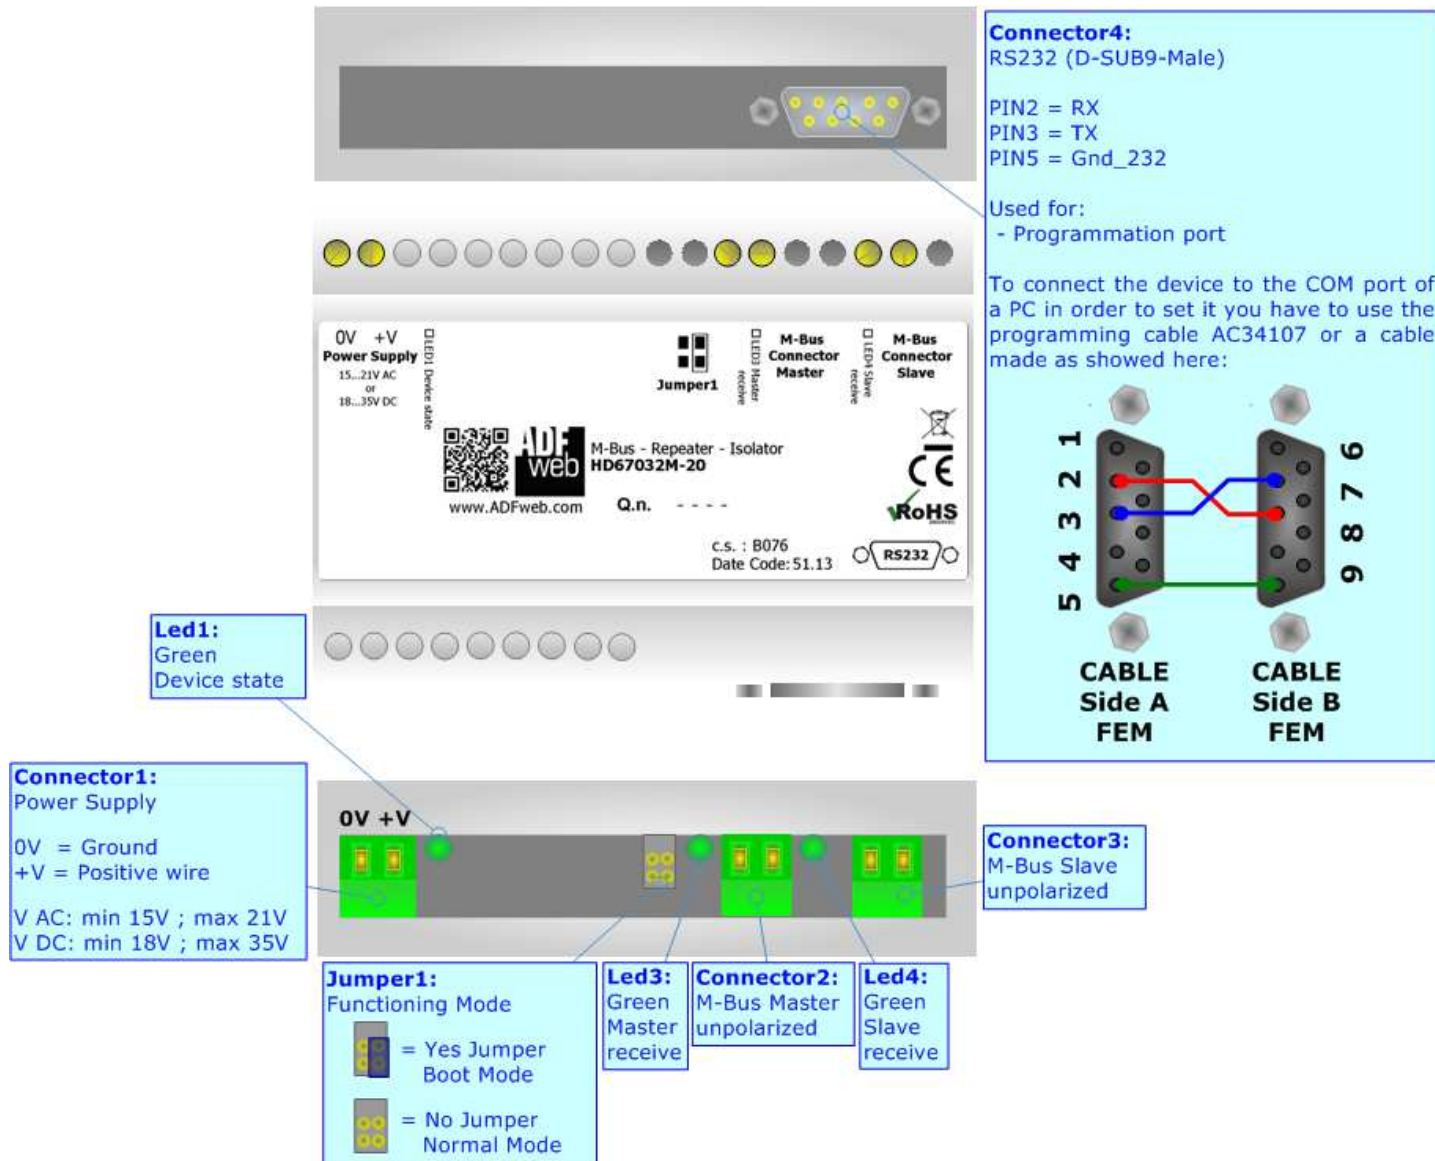 Connector4:
RS232 (D-SUB9-Male)
PIN2 = RX
PIN3 = TX
PIN5 = Gnd_232
Used for:
- Programmation port
To connect the device to the COM port of
a PC in order to set it you have to use the
programming cable AC34107 or a cable
made as showed here:
1
2
3
4
5
6
7
8
9
CABLE
Side A
FEM
CABLE
Side B
FEM
0V +V
Power Supply
15...21V AC
or
18...35V DC
LED1 Device state
Jumper1
LED3 Master
receive
M-Bus
Connector
Master
LED4 Slave
receive
M-Bus
Connector
Slave
ADF
web
www.ADFweb.com
M-Bus - Repeater - Isolator
HD67032M-20
Q.n. - - - -
CE
RoHS
c.s. : B076
Date Code: 51.13
RS232
Led1:
Green
Device state
Connector1:
Power Supply
0V = Ground
+V = Positive wire
V AC: min 15V ; max 21V
V DC: min 18V ; max 35V
0V +V
Connector3:
M-Bus Slave
unpolarized
Jumper1:
Functioning Mode
= Yes Jumper
Boot Mode
= No Jumper
Normal Mode
Led3:
Green
Master
receive
Connector2:
M-Bus Master
unpolarized
Led4:
Green
Slave
receive